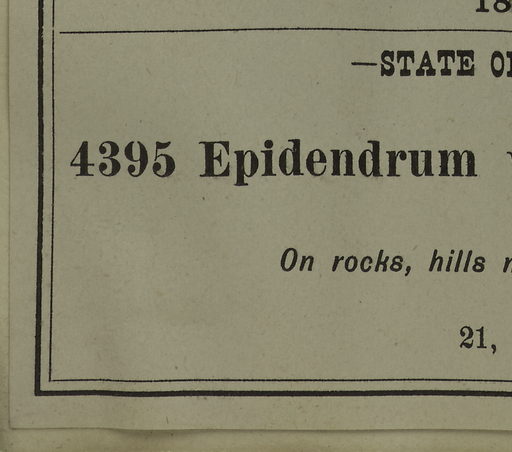 18
—STATE O
4395 Epidendrum
On rocks, hills
21,